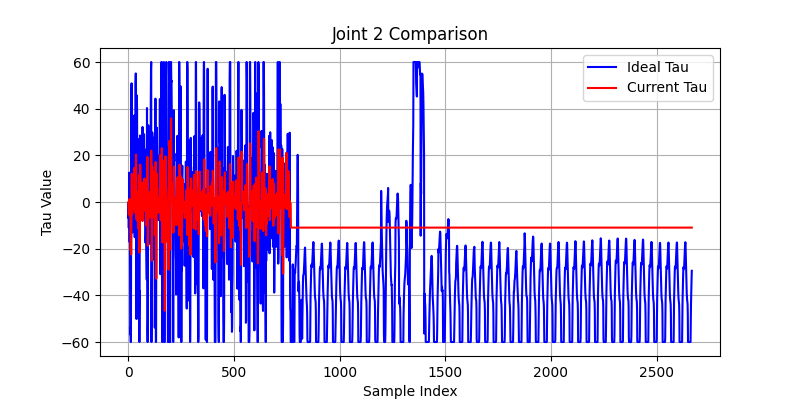 Joint 2 Comparison
Ideal Tau
Current Tau
60
40
20
0
−20
−40
−60
Tau Value
0 500 1000 1500 2000 2500
Sample Index